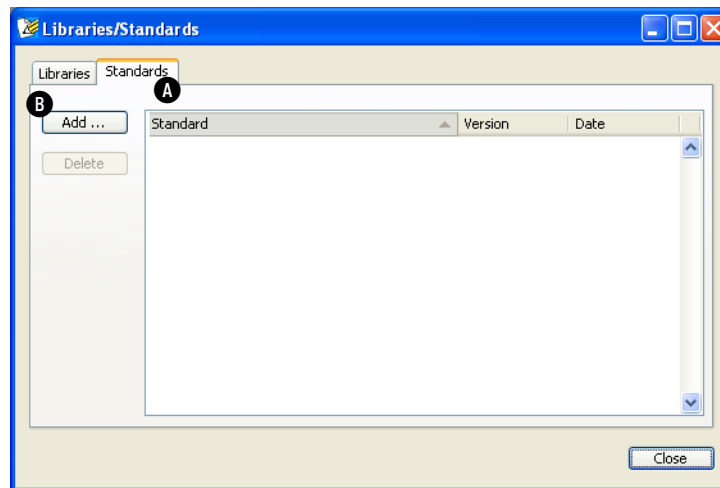 Libraries/Standards
Libraries Standards
A
B
Add ... Standard Version Date
Delete
Close